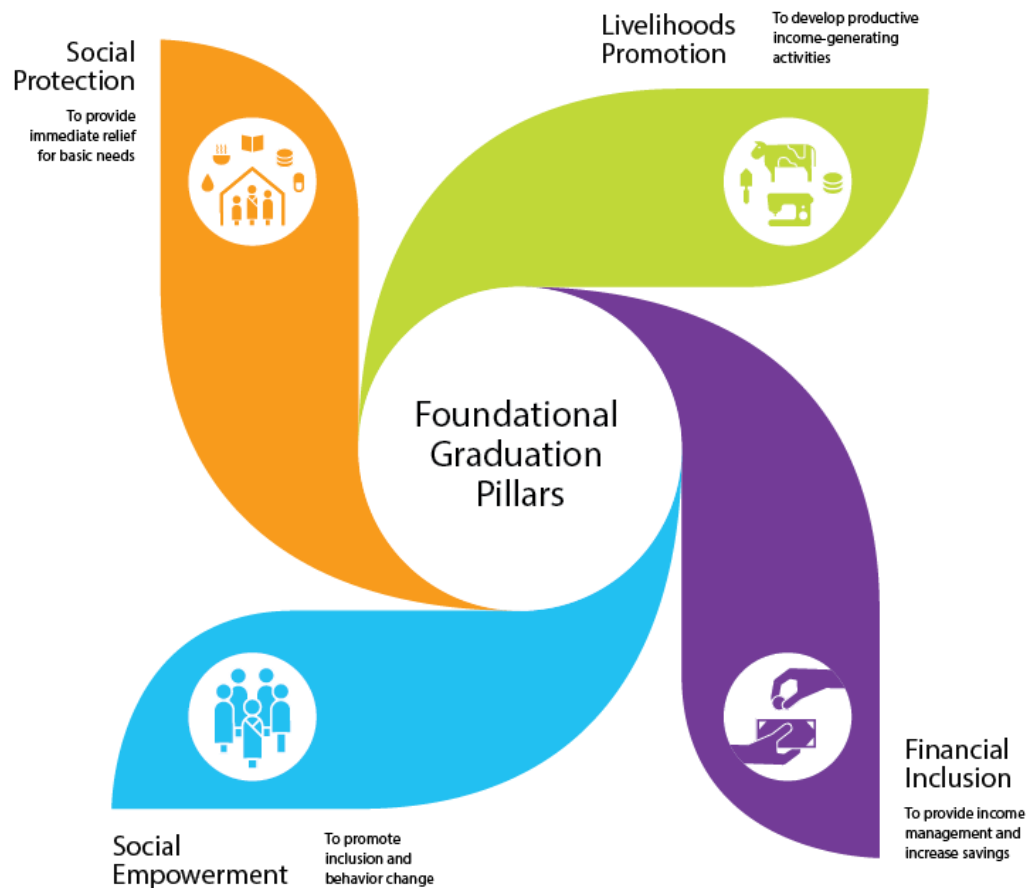 Social
Protection
To provide
immediate relief
for basic needs
Livelihoods
Promotion
To develop productive
income-generating
activities
Foundational
Graduation
Pillars
Financial
Inclusion
To provide income
management and
increase savings
Social
Empowerment
To promote
inclusion and
behavior change